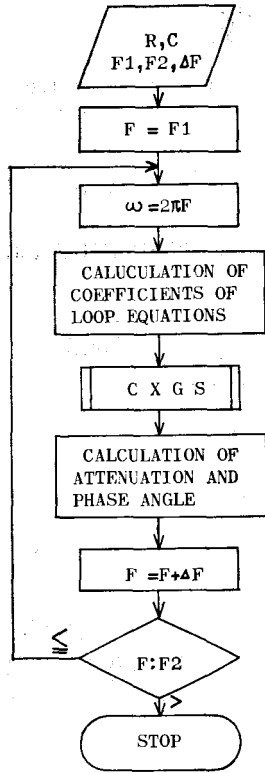 R,C
F1,F2,ΔF
F = F1
ω=2πF
CALUCULATION OF
COEFFICIENTS OF
LOOP EQUATIONS
C X G S
CALCULATION OF
ATTENUATION AND
PHASE ANGLE
F =F+ΔF
≦
F:F2
>
STOP